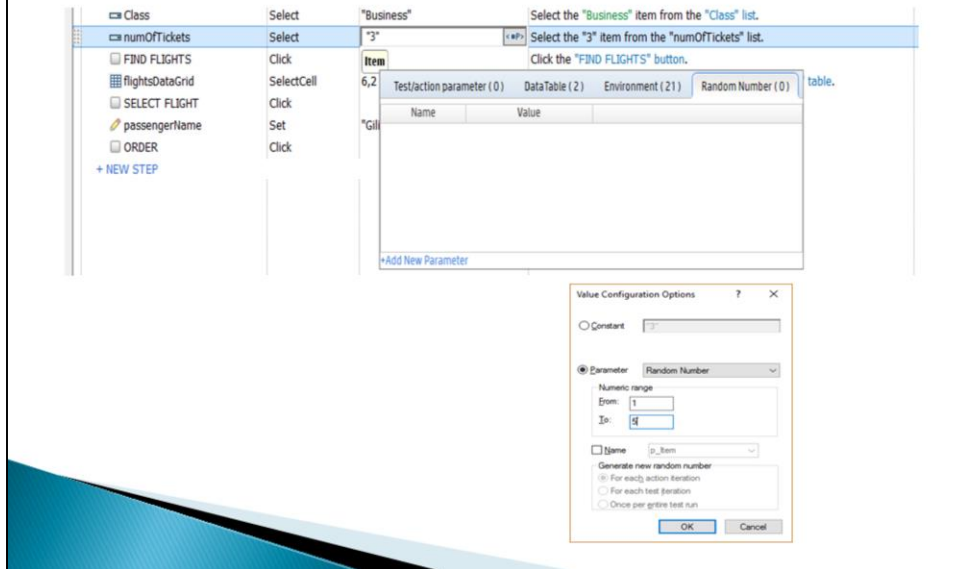 Class Select "Business" Select the "Business" item from the "Class" list.
numOfTickets Select "3" Select the "3" item from the "numOfTickets" list.
FIND FLIGHTS Click Item Click the "FIND FLIGHTS" button.
flightsDataGrid SelectCell 6,2 table.
Test/action parameter ( 0 ) DataTable ( 2 ) Environment ( 21 ) Random Number ( 0 )
SELECT FLIGHT Click
Name Value
passengerName Set "Gili
ORDER Click
+ NEW STEP
+Add New Parameter
Value Configuration Options ? ×
Constant "3"
Parameter Random Number
Numeric range
From: 1
To: 5
Name p_Item
Generate new random number
For each action iteration
For each test iteration
Once per entire test run
OK Cancel